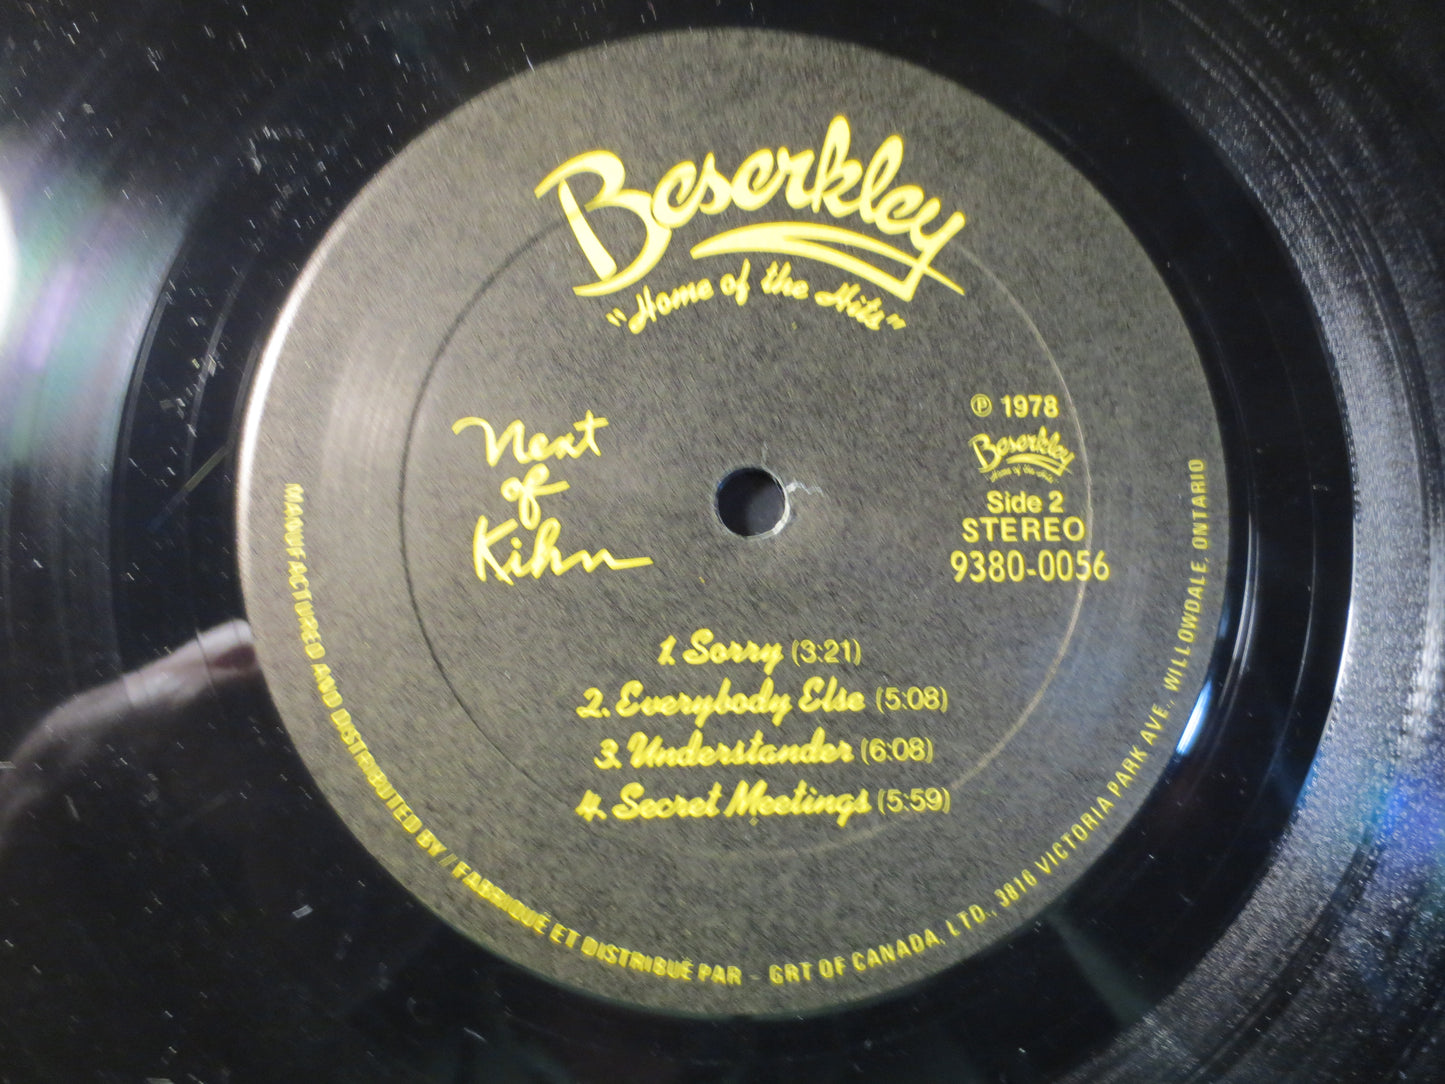 Beserkley
"Home of the Hits"
Next
of
Kihn
℗ 1978
Beserkley
"Home of the Hits"
Side 2
STEREO
9380-0056
1. Sorry (3:21)
2. Everybody Else (5:08)
3. Understander (6:08)
4. Secret Meetings (5:59)
MANUFACTURED AND DISTRIBUTED BY / FABRIQUÉ ET DISTRIBUÉ PAR - GRT OF CANADA, LTD., 3816 VICTORIA PARK AVE., WILLOWDALE, ONTARIO